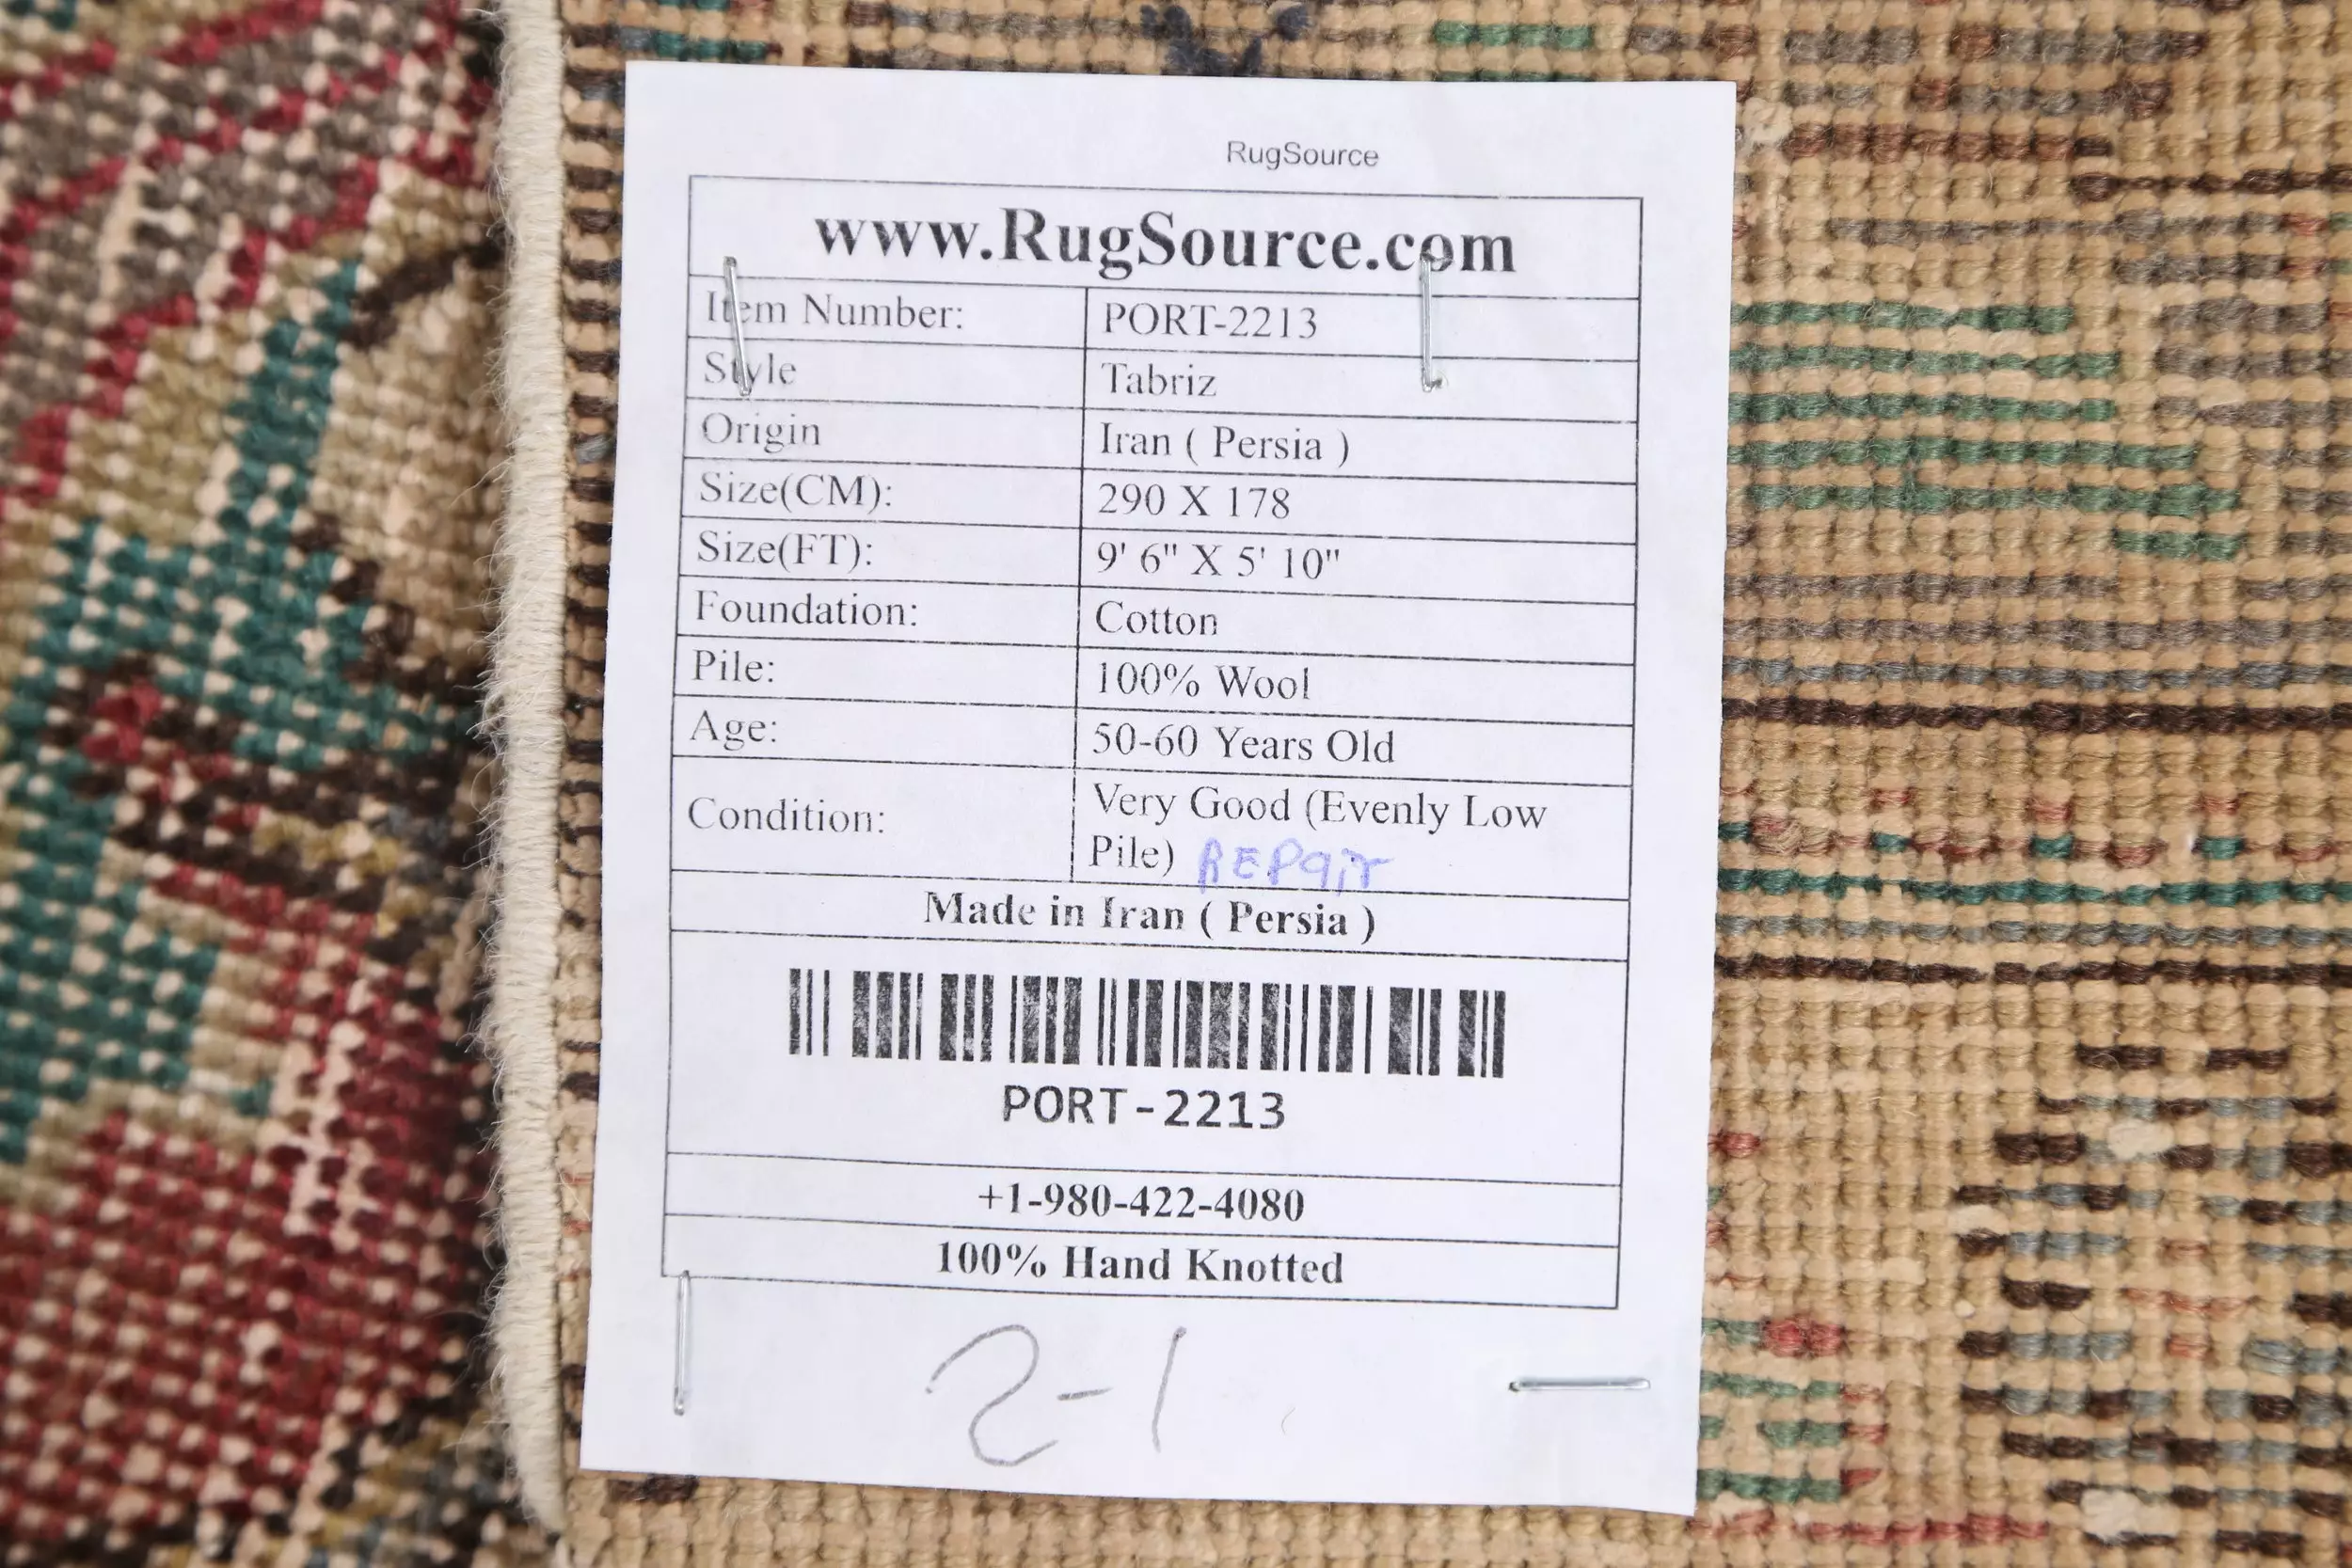 RugSource
www.RugSource.com
Item Number: PORT-2213
Style Tabriz
Origin Iran ( Persia )
Size(CM): 290 X 178
Size(FT): 9' 6" X 5' 10"
Foundation: Cotton
Pile: 100% Wool
Age: 50-60 Years Old
Condition: Very Good (Evenly Low
Pile) REPair
Made in Iran ( Persia )
PORT-2213
+1-980-422-4080
100% Hand Knotted
2-1